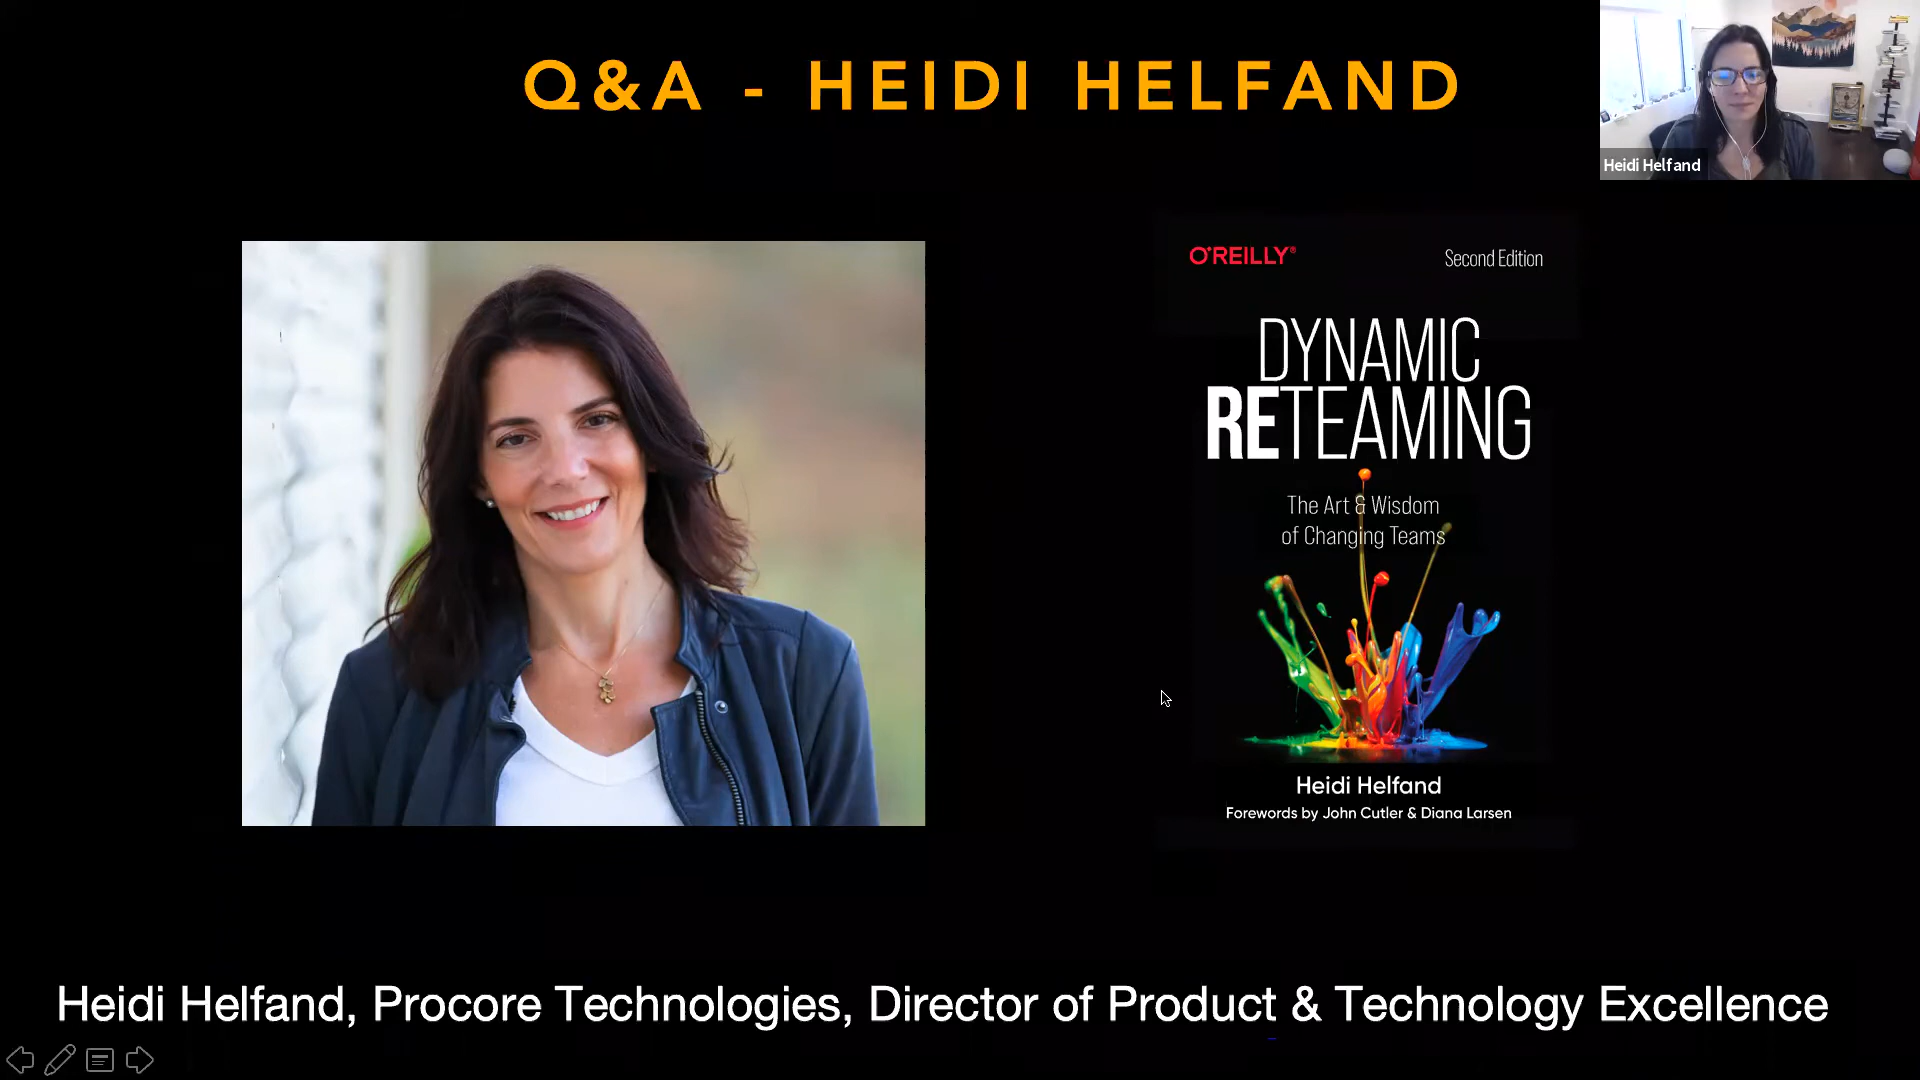 Q&A - HEIDI HELFAND
Heidi Helfand
O'REILLY®
Second Edition
DYNAMIC
RETEAMING
The Art & Wisdom
of Changing Teams
Heidi Helfand
Forewords by John Cutler & Diana Larsen
Heidi Helfand, Procore Technologies, Director of Product & Technology Excellence